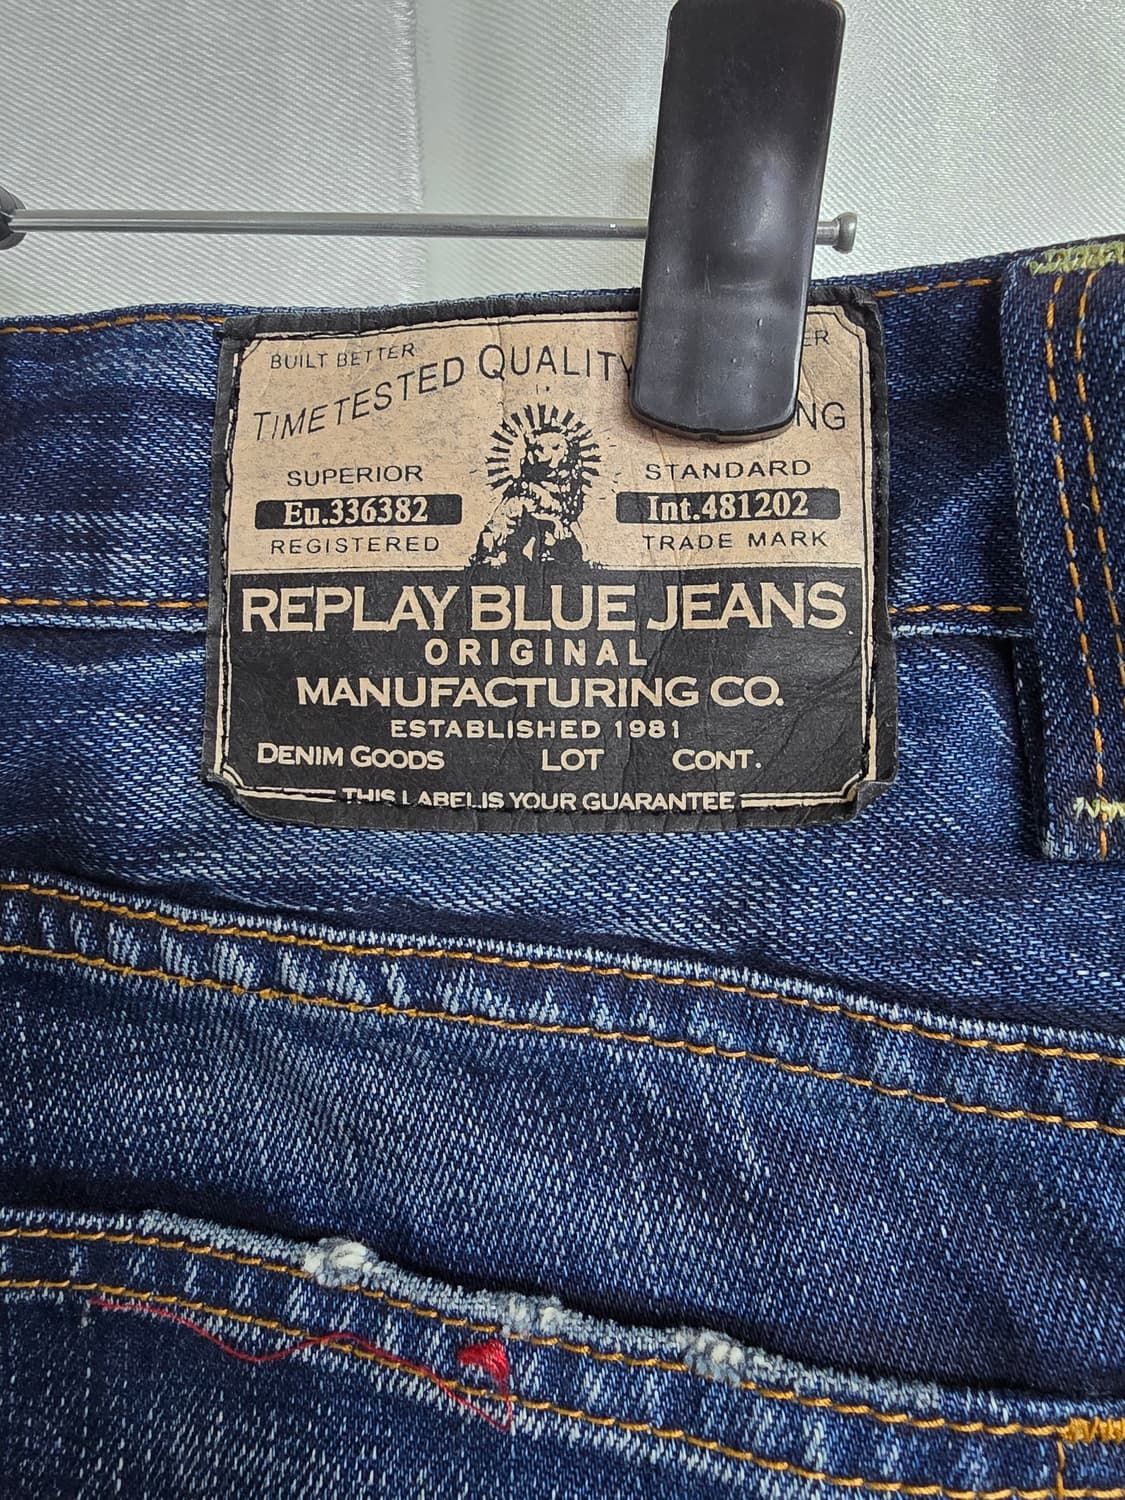 BUILT BETTER
TIMETESTED QUALITY
SUPERIOR STANDARD
Eu.336382 Int.481202
REGISTERED TRADE MARK
REPLAY BLUE JEANS
ORIGINAL
MANUFACTURING CO.
ESTABLISHED 1981
DENIM GOODS LOT CONT.
THIS LABEL IS YOUR GUARANTEE